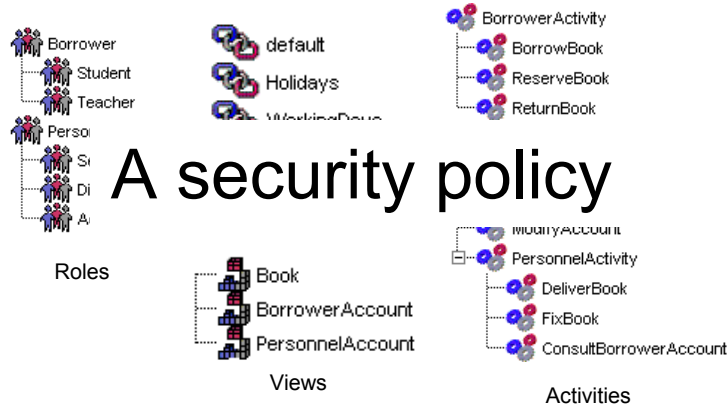 Borrower
Student
Teacher
default
Holidays
BorrowerActivity
BorrowBook
ReserveBook
ReturnBook
A security policy
ModifyAccount
PersonnelActivity
DeliverBook
FixBook
ConsultBorrowerAccount
Roles
Book
BorrowerAccount
PersonnelAccount
Views
Activities